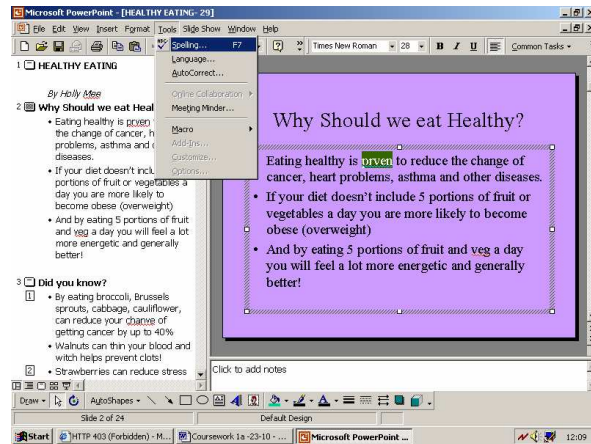 Microsoft PowerPoint - [HEALTHY EATING- 29]
File Edit View Insert Format Tools Slide Show Window Help
Times New Roman 28 B I U Common Tasks
Spelling... F7
Language...
AutoCorrect...
Online Collaboration
Meeting Minder...
Macro
Add-Ins...
Customize...
Options...
1 HEALTHY EATING
By Holly Mee
2 Why Should we eat Heal
• Eating healthy is prven
the change of cancer, h
problems, asthma and
diseases.
• If your diet doesn't inclu
portions of fruit or vegetables a
day you are more likely to
become obese (overweight)
• And by eating 5 portions of fruit
and veg a day you will feel a lot
more energetic and generally
better!
3 Did you know?
1 • By eating broccoli, Brussels
sprouts, cabbage, cauliflower,
can reduce your chanve of
getting cancer by up to 40%
• Walnuts can thin your blood and
witch helps prevent clots!
2 • Strawberries can reduce stress
Why Should we eat Healthy?
Eating healthy is prven to reduce the change of
cancer, heart problems, asthma and other diseases.
• If your diet doesn't include 5 portions of fruit or
vegetables a day you are more likely to become
obese (overweight)
• And by eating 5 portions of fruit and veg a day
you will feel a lot more energetic and generally
better!
Click to add notes
Draw AutoShapes
Slide 2 of 24 Default Design
Start HTTP 403 (Forbidden) - M... Coursework 1a -23-10 - ... Microsoft PowerPoint ... 12:09